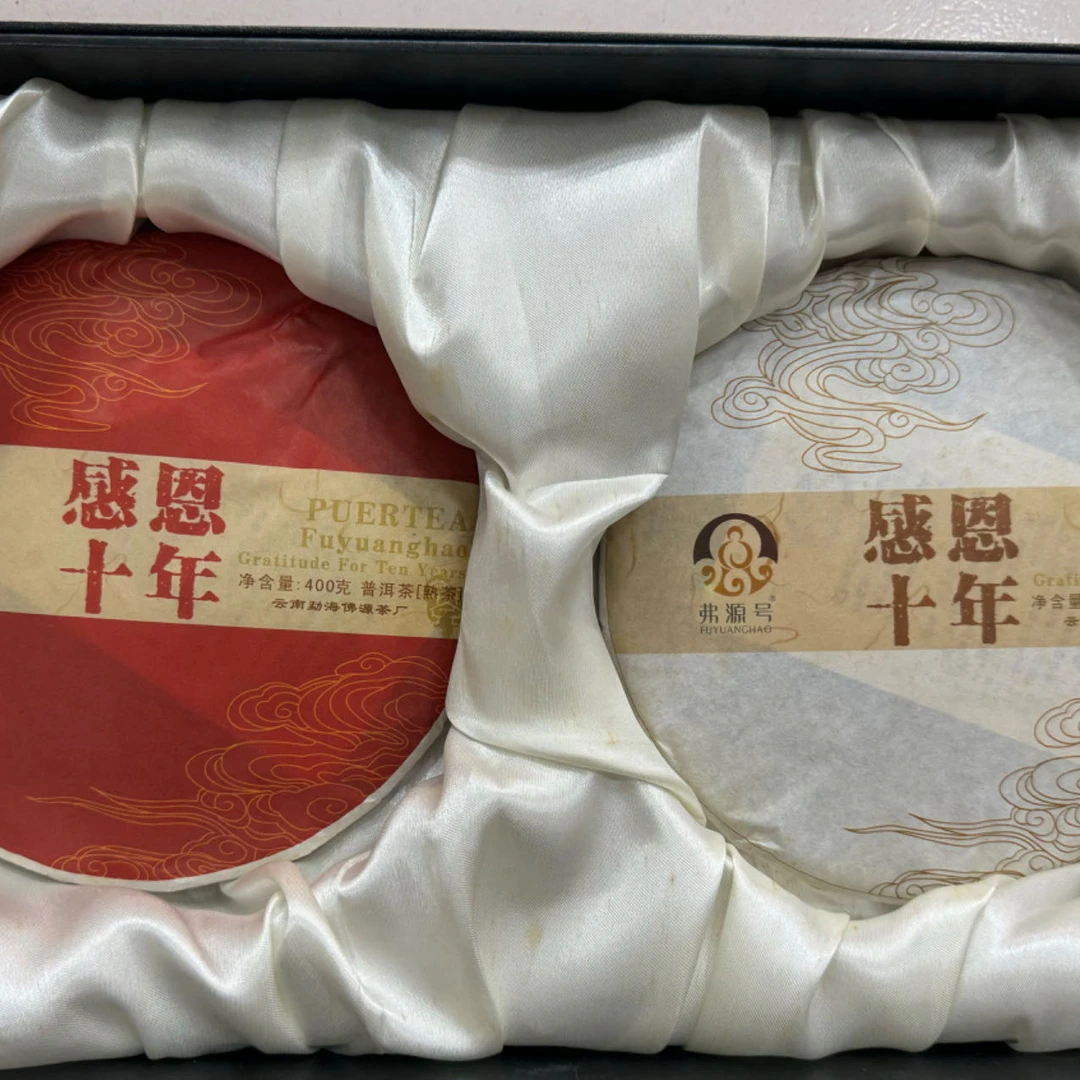 感恩
十年
PUERTEA
Fuyuanghao
Gratitude For Ten Years
净含量:400克 普洱茶[熟茶]
云南勐海佛源茶厂
弗源号®
FUYUANGHAO
感恩
十年
Grati
净含量